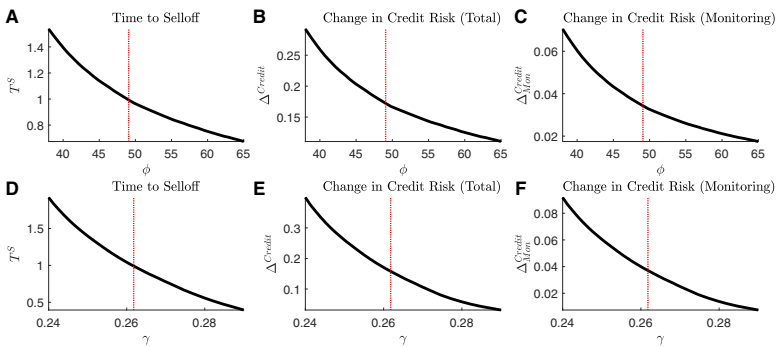 A Time to Selloff
B Change in Credit Risk (Total)
C Change in Credit Risk (Monitoring)
T^S
1.4
1.2
1
0.8
40 45 50 55 60 65
ϕ
Δ^Credit
0.25
0.2
0.15
40 45 50 55 60 65
ϕ
Δ^Credit_Mon
0.06
0.04
0.02
40 45 50 55 60 65
ϕ
D Time to Selloff
E Change in Credit Risk (Total)
F Change in Credit Risk (Monitoring)
T^S
1.5
1
0.5
0.24 0.26 0.28
γ
Δ^Credit
0.3
0.2
0.1
0.24 0.26 0.28
γ
Δ^Credit_Mon
0.08
0.06
0.04
0.02
0.24 0.26 0.28
γ